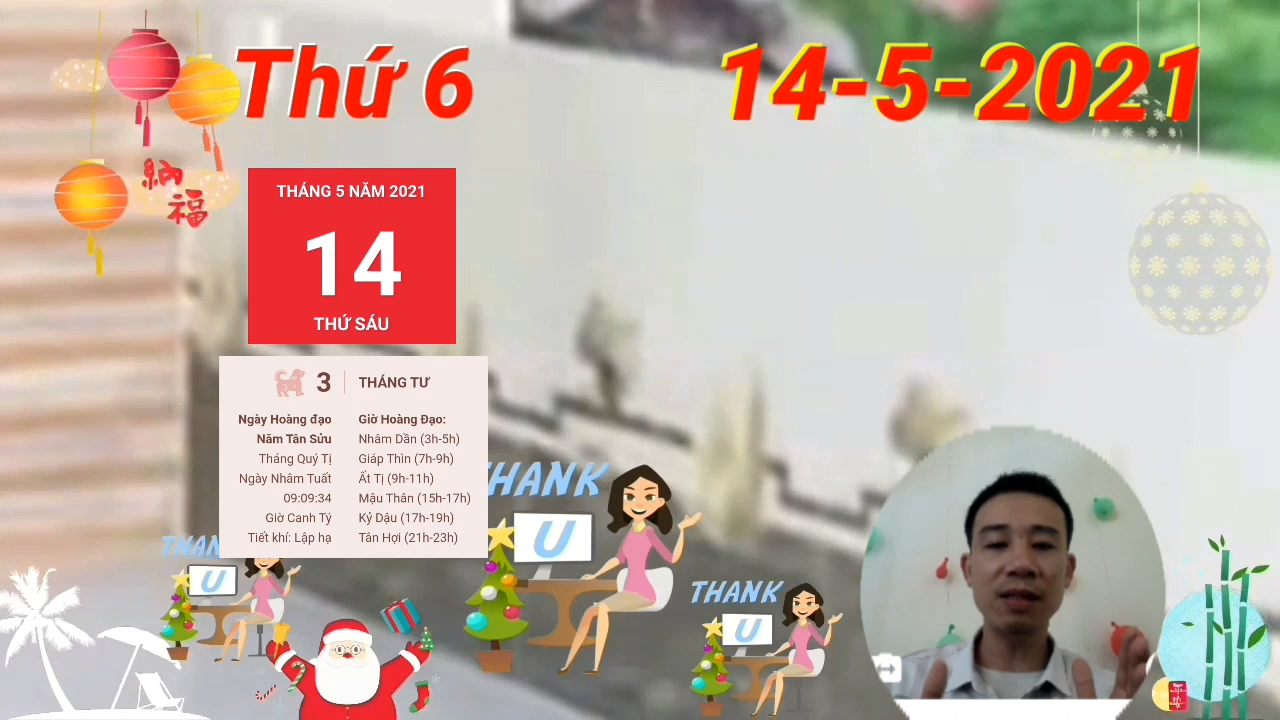 Thứ 6
14-5-2021
納
福
THÁNG 5 NĂM 2021
14
THỨ SÁU
3
THÁNG TƯ
Ngày Hoàng đạo
Năm Tân Sửu
Tháng Quý Tị
Ngày Nhâm Tuất
09:09:34
Giờ Canh Tý
Tiết khí: Lập hạ
Giờ Hoàng Đạo:
Nhâm Dần (3h-5h)
Giáp Thìn (7h-9h)
Ất Tị (9h-11h)
Mậu Thân (15h-17h)
Kỷ Dậu (17h-19h)
Tân Hợi (21h-23h)
THANK
U
THANK
U
THANK
U